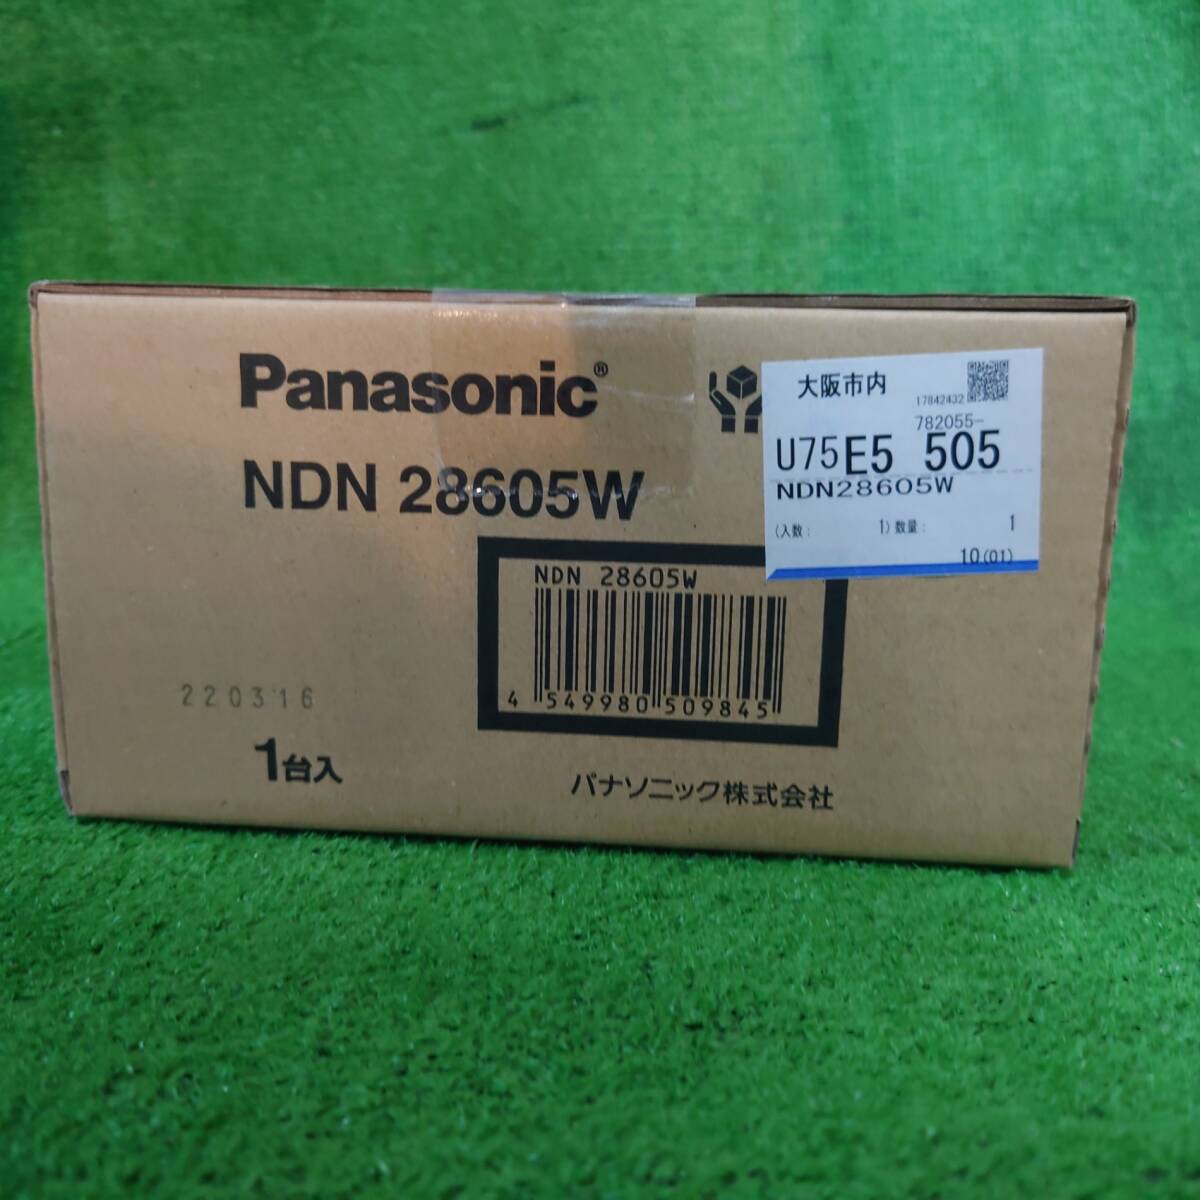 Panasonic®
NDN 28605W
大阪市内
17842432
782055-
U75E5 505
NDN28605W
(入数: 1) 数量: 1
10(01)
NDN 28605W
4 549980 509845
220316
1台入
パナソニック株式会社